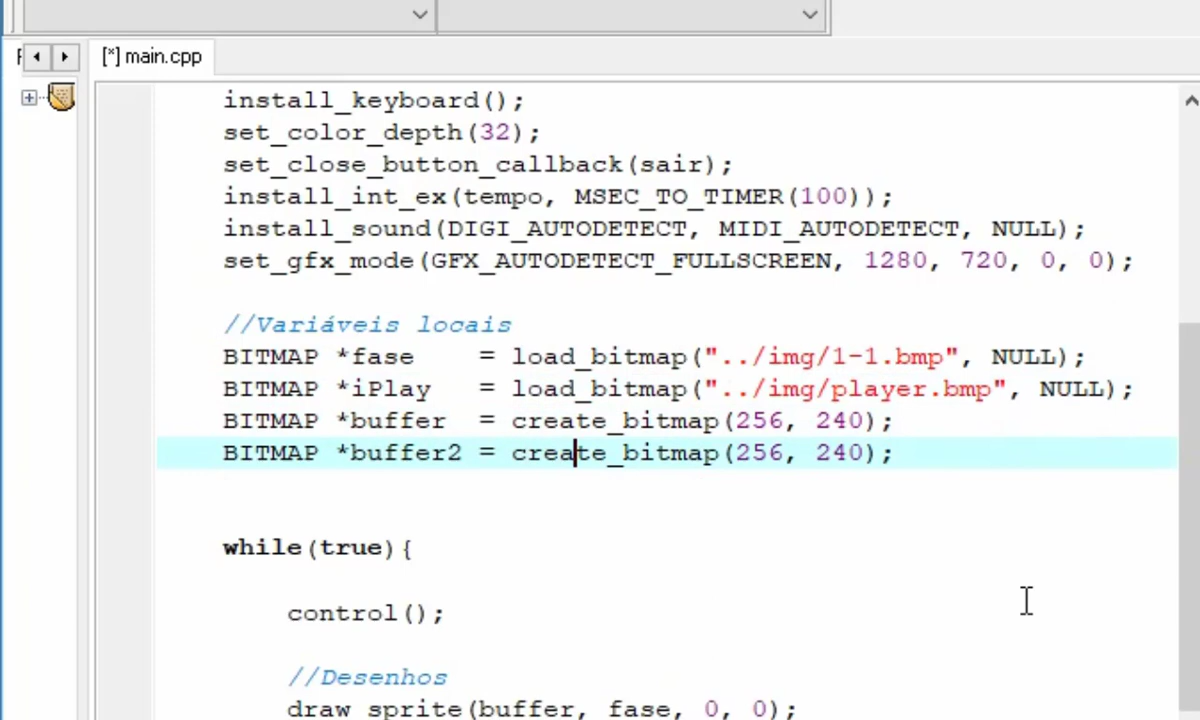 [*] main.cpp
install_keyboard();
set_color_depth(32);
set_close_button_callback(sair);
install_int_ex(tempo, MSEC_TO_TIMER(100));
install_sound(DIGI_AUTODETECT, MIDI_AUTODETECT, NULL);
set_gfx_mode(GFX_AUTODETECT_FULLSCREEN, 1280, 720, 0, 0);
//Variáveis locais
BITMAP *fase    = load_bitmap("../img/1-1.bmp", NULL);
BITMAP *iPlay   = load_bitmap("../img/player.bmp", NULL);
BITMAP *buffer  = create_bitmap(256, 240);
BITMAP *buffer2 = create_bitmap(256, 240);
while(true){
control();
//Desenhos
draw_sprite(buffer, fase, 0, 0);